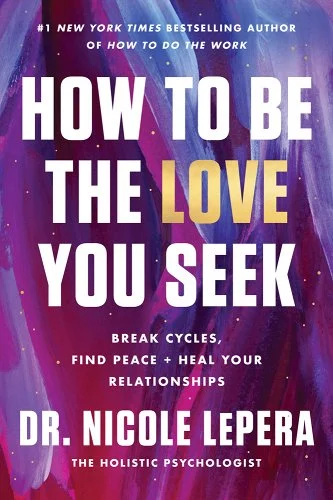 #1 NEW YORK TIMES BESTSELLING AUTHOR
OF HOW TO DO THE WORK
HOW TO BE
THE LOVE
YOU SEEK
BREAK CYCLES,
FIND PEACE + HEAL YOUR
RELATIONSHIPS
DR. NICOLE LePERA
THE HOLISTIC PSYCHOLOGIST